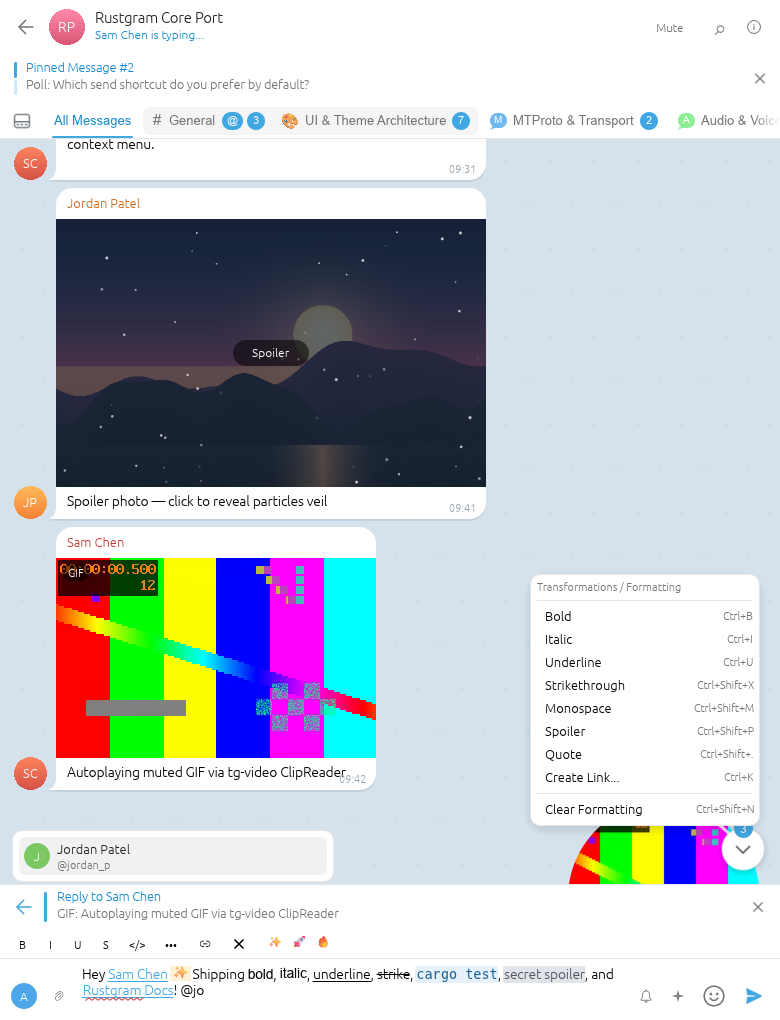 RP
Rustgram Core Port
Sam Chen is typing...
Mute
Pinned Message #2
Poll: Which send shortcut do you prefer by default?
All Messages
# General @ 3
UI & Theme Architecture 7
M MTProto & Transport 2
A Audio & Voic
context menu.
09:31
SC
Jordan Patel
Spoiler
Spoiler photo — click to reveal particles veil
09:41
JP
Sam Chen
00:00:00.500
GIF
12
Autoplaying muted GIF via tg-video ClipReader
09:42
SC
Transformations / Formatting
Bold Ctrl+B
Italic Ctrl+I
Underline Ctrl+U
Strikethrough Ctrl+Shift+X
Monospace Ctrl+Shift+M
Spoiler Ctrl+Shift+P
Quote Ctrl+Shift+.
Create Link... Ctrl+K
Clear Formatting Ctrl+Shift+N
3
J
Jordan Patel
@jordan_p
Reply to Sam Chen
GIF: Autoplaying muted GIF via tg-video ClipReader
B I U S </> •••
Hey Sam Chen ✨ Shipping bold, italic, underline, strike, cargo test, secret spoiler, and
Rustgram Docs! @jo
A